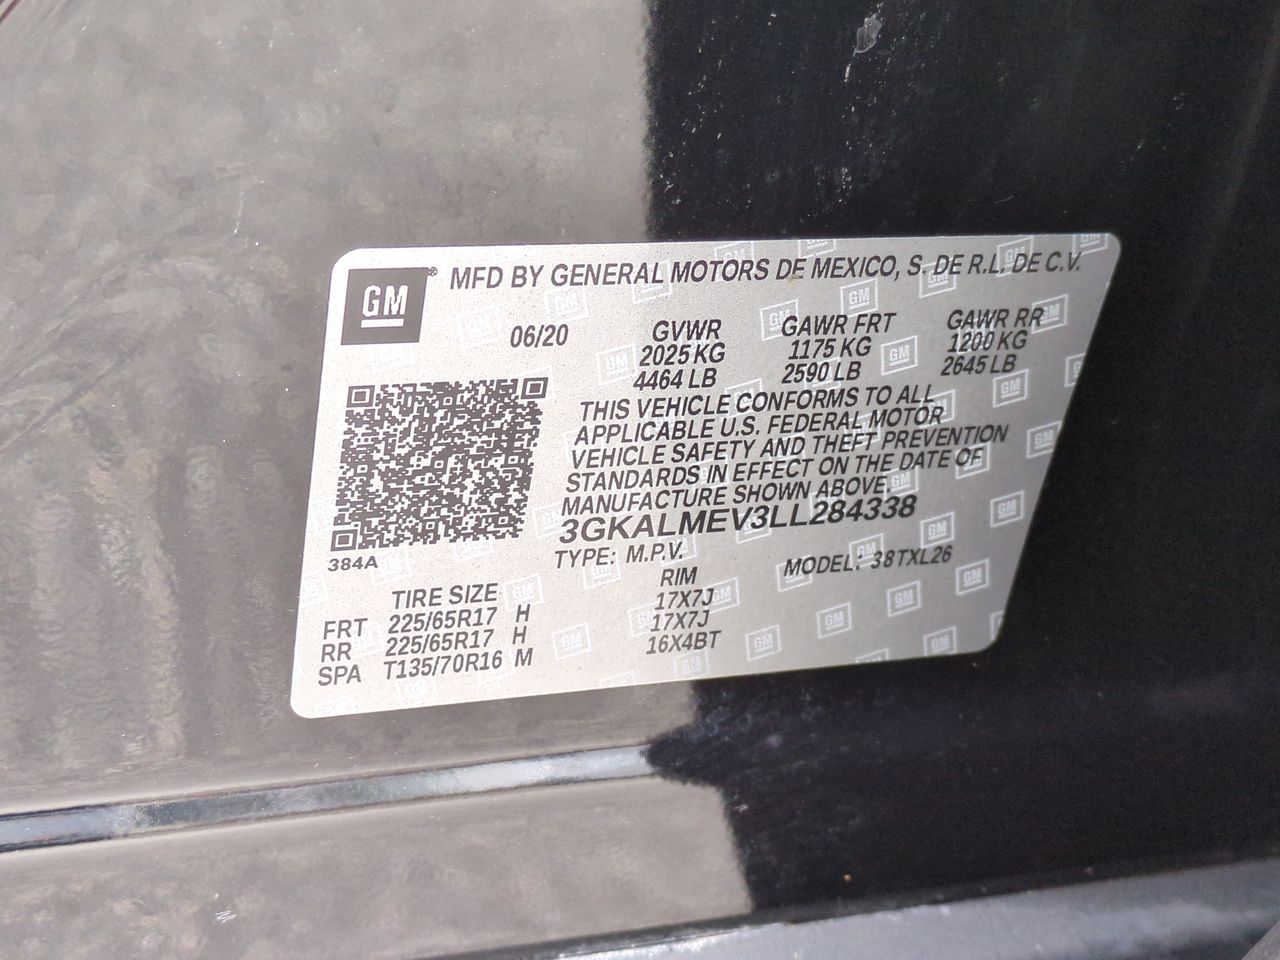 GM® MFD BY GENERAL MOTORS DE MEXICO, S. DE R.L. DE C.V.
06/20 GVWR GAWR FRT GAWR RR
2025 KG 1175 KG 1200 KG
4464 LB 2590 LB 2645 LB
THIS VEHICLE CONFORMS TO ALL
APPLICABLE U.S. FEDERAL MOTOR
VEHICLE SAFETY AND THEFT PREVENTION
STANDARDS IN EFFECT ON THE DATE OF
MANUFACTURE SHOWN ABOVE.
3GKALMEV3LL284338
384A TYPE: M.P.V. MODEL: 38TXL26
TIRE SIZE RIM
FRT 225/65R17 H 17X7J
RR 225/65R17 H 17X7J
SPA T135/70R16 M 16X4BT